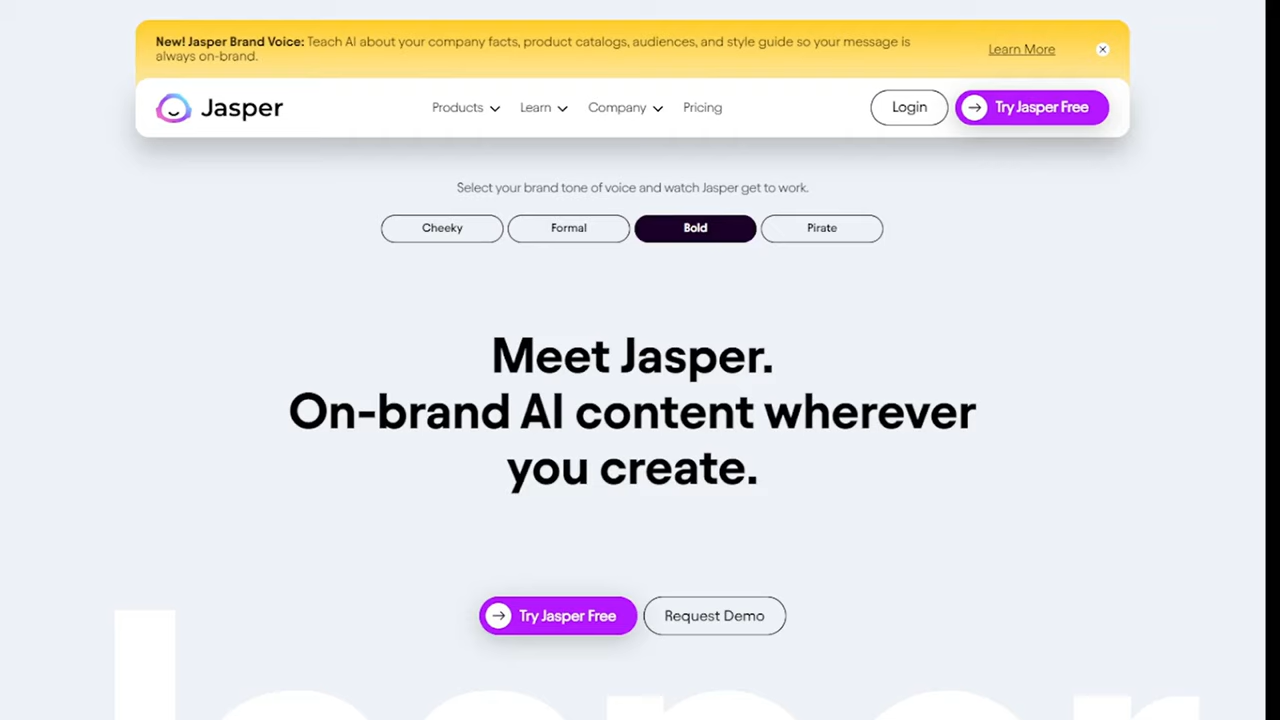 New! Jasper Brand Voice: Teach AI about your company facts, product catalogs, audiences, and style guide so your message is
always on-brand.
Learn More
Jasper
Products
Learn
Company
Pricing
Login
Try Jasper Free
Select your brand tone of voice and watch Jasper get to work.
Cheeky
Formal
Bold
Pirate
Meet Jasper.
On-brand AI content wherever
you create.
Try Jasper Free
Request Demo
Jasper